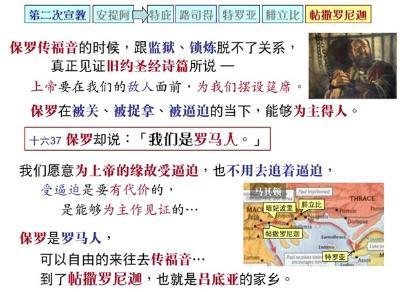 第二次宣教 安提阿 特庇 路司得 特罗亚 腓立比 帖撒罗尼迦
保罗传福音的时候，跟监狱、锁炼脱不了关系，
真正见证旧约圣经诗篇所说 —
上帝要在我们的敌人面前，为我们摆设筵席。
保罗在被关、被捉拿、被逼迫的当下，能够为主得人。
十六37 保罗却说：「我们是罗马人。」
我们愿意为上帝的缘故受逼迫，也不用去追着逼迫，
受逼迫是要有代价的，
是能够为主作见证的…
保罗是罗马人，
可以自由的来往去传福音…
到了帖撒罗尼迦，也就是吕底亚的家乡。
马其顿
THRACE
暗妃波里
腓立比
帖撒罗尼迦
特罗亚